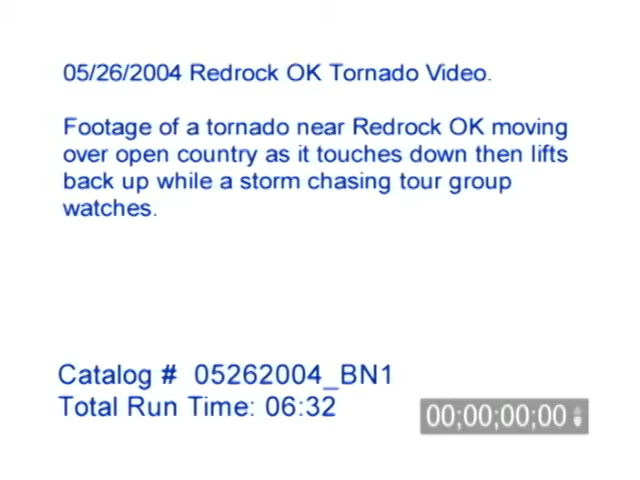 05/26/2004 Redrock OK Tornado Video.
Footage of a tornado near Redrock OK moving
over open country as it touches down then lifts
back up while a storm chasing tour group
watches.
Catalog # 05262004_BN1
Total Run Time: 06:32
00;00;00;00